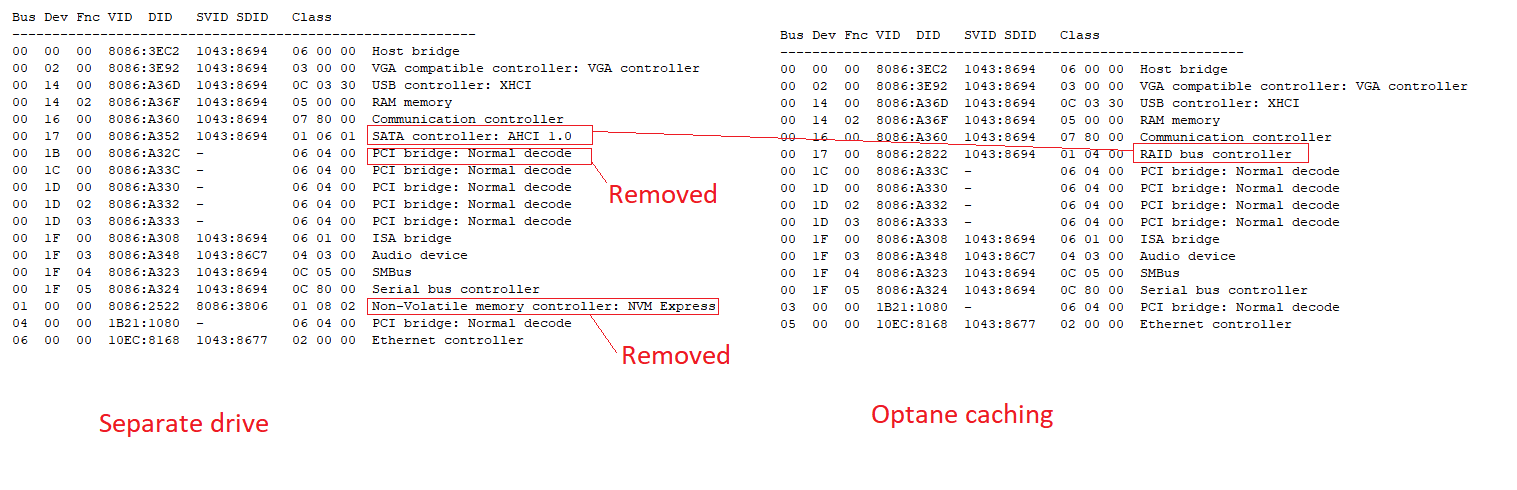 Bus Dev Fnc VID  DID   SVID SDID   Class
------------------------------------------------------------
00  00  00  8086:3EC2  1043:8694   06 00 00  Host bridge
00  02  00  8086:3E92  1043:8694   03 00 00  VGA compatible controller: VGA controller
00  14  00  8086:A36D  1043:8694   0C 03 30  USB controller: XHCI
00  14  02  8086:A36F  1043:8694   05 00 00  RAM memory
00  16  00  8086:A360  1043:8694   07 80 00  Communication controller
00  17  00  8086:A352  1043:8694   01 06 01  SATA controller: AHCI 1.0
00  1B  00  8086:A32C  -           06 04 00  PCI bridge: Normal decode
00  1C  00  8086:A33C  -           06 04 00  PCI bridge: Normal decode
00  1D  00  8086:A330  -           06 04 00  PCI bridge: Normal decode
00  1D  02  8086:A332  -           06 04 00  PCI bridge: Normal decode
00  1D  03  8086:A333  -           06 04 00  PCI bridge: Normal decode
00  1F  00  8086:A308  1043:8694   06 01 00  ISA bridge
00  1F  03  8086:A348  1043:86C7   04 03 00  Audio device
00  1F  04  8086:A323  1043:8694   0C 05 00  SMBus
00  1F  05  8086:A324  1043:8694   0C 80 00  Serial bus controller
01  00  00  8086:2522  8086:3806   01 08 02  Non-Volatile memory controller: NVM Express
04  00  00  1B21:1080  -           06 04 00  PCI bridge: Normal decode
06  00  00  10EC:8168  1043:8677   02 00 00  Ethernet controller
Removed
Removed
Separate drive
Bus Dev Fnc VID  DID   SVID SDID   Class
------------------------------------------------------------
00  00  00  8086:3EC2  1043:8694   06 00 00  Host bridge
00  02  00  8086:3E92  1043:8694   03 00 00  VGA compatible controller: VGA controller
00  14  00  8086:A36D  1043:8694   0C 03 30  USB controller: XHCI
00  14  02  8086:A36F  1043:8694   05 00 00  RAM memory
00  16  00  8086:A360  1043:8694   07 80 00  Communication controller
00  17  00  8086:2822  1043:8694   01 04 00  RAID bus controller
00  1C  00  8086:A33C  -           06 04 00  PCI bridge: Normal decode
00  1D  00  8086:A330  -           06 04 00  PCI bridge: Normal decode
00  1D  02  8086:A332  -           06 04 00  PCI bridge: Normal decode
00  1D  03  8086:A333  -           06 04 00  PCI bridge: Normal decode
00  1F  00  8086:A308  1043:8694   06 01 00  ISA bridge
00  1F  03  8086:A348  1043:86C7   04 03 00  Audio device
00  1F  04  8086:A323  1043:8694   0C 05 00  SMBus
00  1F  05  8086:A324  1043:8694   0C 80 00  Serial bus controller
03  00  00  1B21:1080  -           06 04 00  PCI bridge: Normal decode
05  00  00  10EC:8168  1043:8677   02 00 00  Ethernet controller
Optane caching